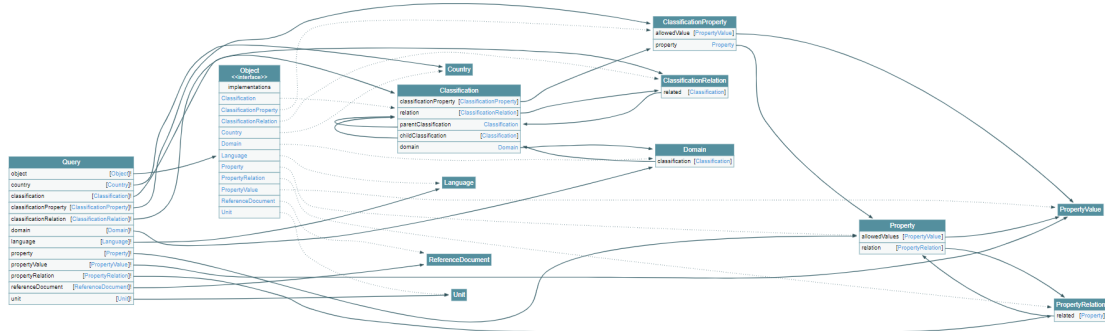 Query
object [Object]!
country [Country]!
classification [Classification]!
classificationProperty [ClassificationProperty]!
classificationRelation [ClassificationRelation]!
domain [Domain]!
language [Language]!
property [Property]!
propertyValue [PropertyValue]!
propertyRelation [PropertyRelation]!
referenceDocument [ReferenceDocument]!
unit [Unit]!
Object
<<interface>>
implementations
Classification
ClassificationProperty
ClassificationRelation
Country
Domain
Language
Property
PropertyRelation
PropertyValue
ReferenceDocument
Unit
Country
Classification
classificationProperty [ClassificationProperty]
relation [ClassificationRelation]
parentClassification Classification
childClassification [Classification]
domain Domain
Language
ReferenceDocument
Unit
ClassificationProperty
allowedValue [PropertyValue]
property Property
ClassificationRelation
related [Classification]
Domain
classification [Classification]
Property
allowedValues [PropertyValue]
relation [PropertyRelation]
PropertyValue
PropertyRelation
related [Property]